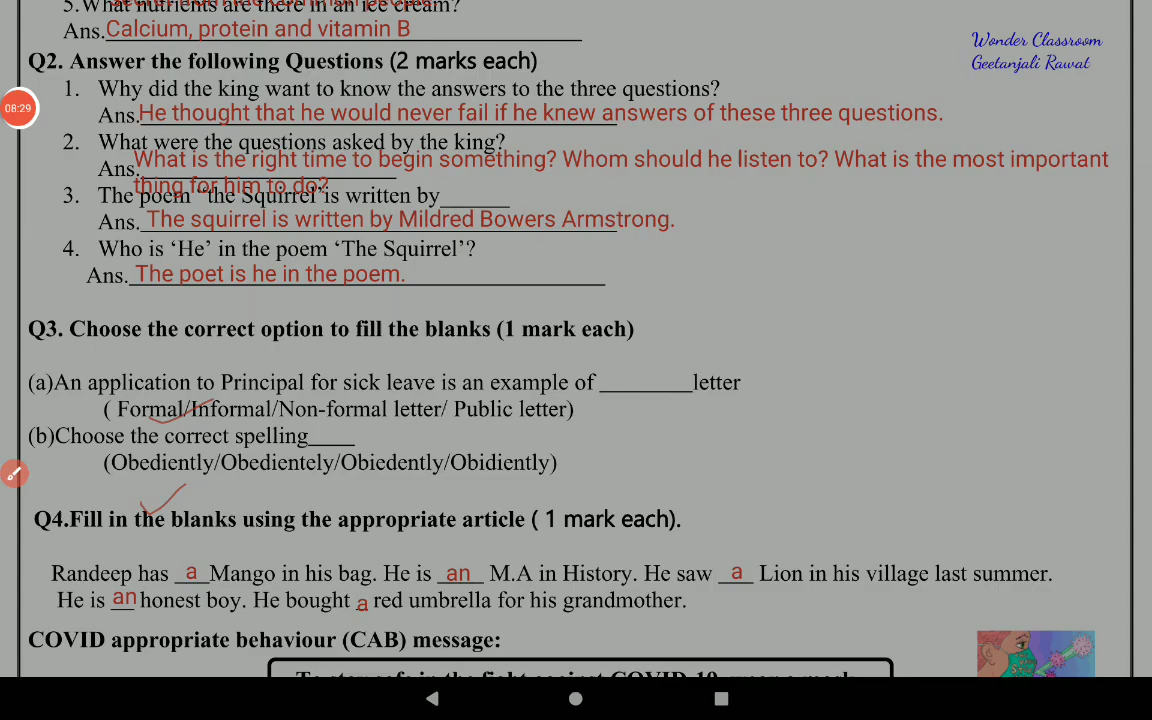 5.What nutrients are there in an ice cream?
Ans. Calcium, protein and vitamin B
Wonder Classroom
Geetanjali Rawat
Q2. Answer the following Questions (2 marks each)
08:29
1. Why did the king want to know the answers to the three questions?
Ans. He thought that he would never fail if he knew answers of these three questions.
2. What were the questions asked by the king?
Ans. What is the right time to begin something? Whom should he listen to? What is the most important
thing for him to do?
3. The poem “the Squirrel’is written by______
Ans. The squirrel is written by Mildred Bowers Armstrong.
4. Who is ‘He’ in the poem ‘The Squirrel’?
Ans. The poet is he in the poem.
Q3. Choose the correct option to fill the blanks (1 mark each)
(a)An application to Principal for sick leave is an example of ________letter
( Formal/Informal/Non-formal letter/ Public letter)
(b)Choose the correct spelling____
(Obediently/Obedientely/Obiedently/Obidiently)
Q4.Fill in the blanks using the appropriate article ( 1 mark each).
Randeep has a Mango in his bag. He is an M.A in History. He saw a Lion in his village last summer.
He is an honest boy. He bought a red umbrella for his grandmother.
COVID appropriate behaviour (CAB) message: